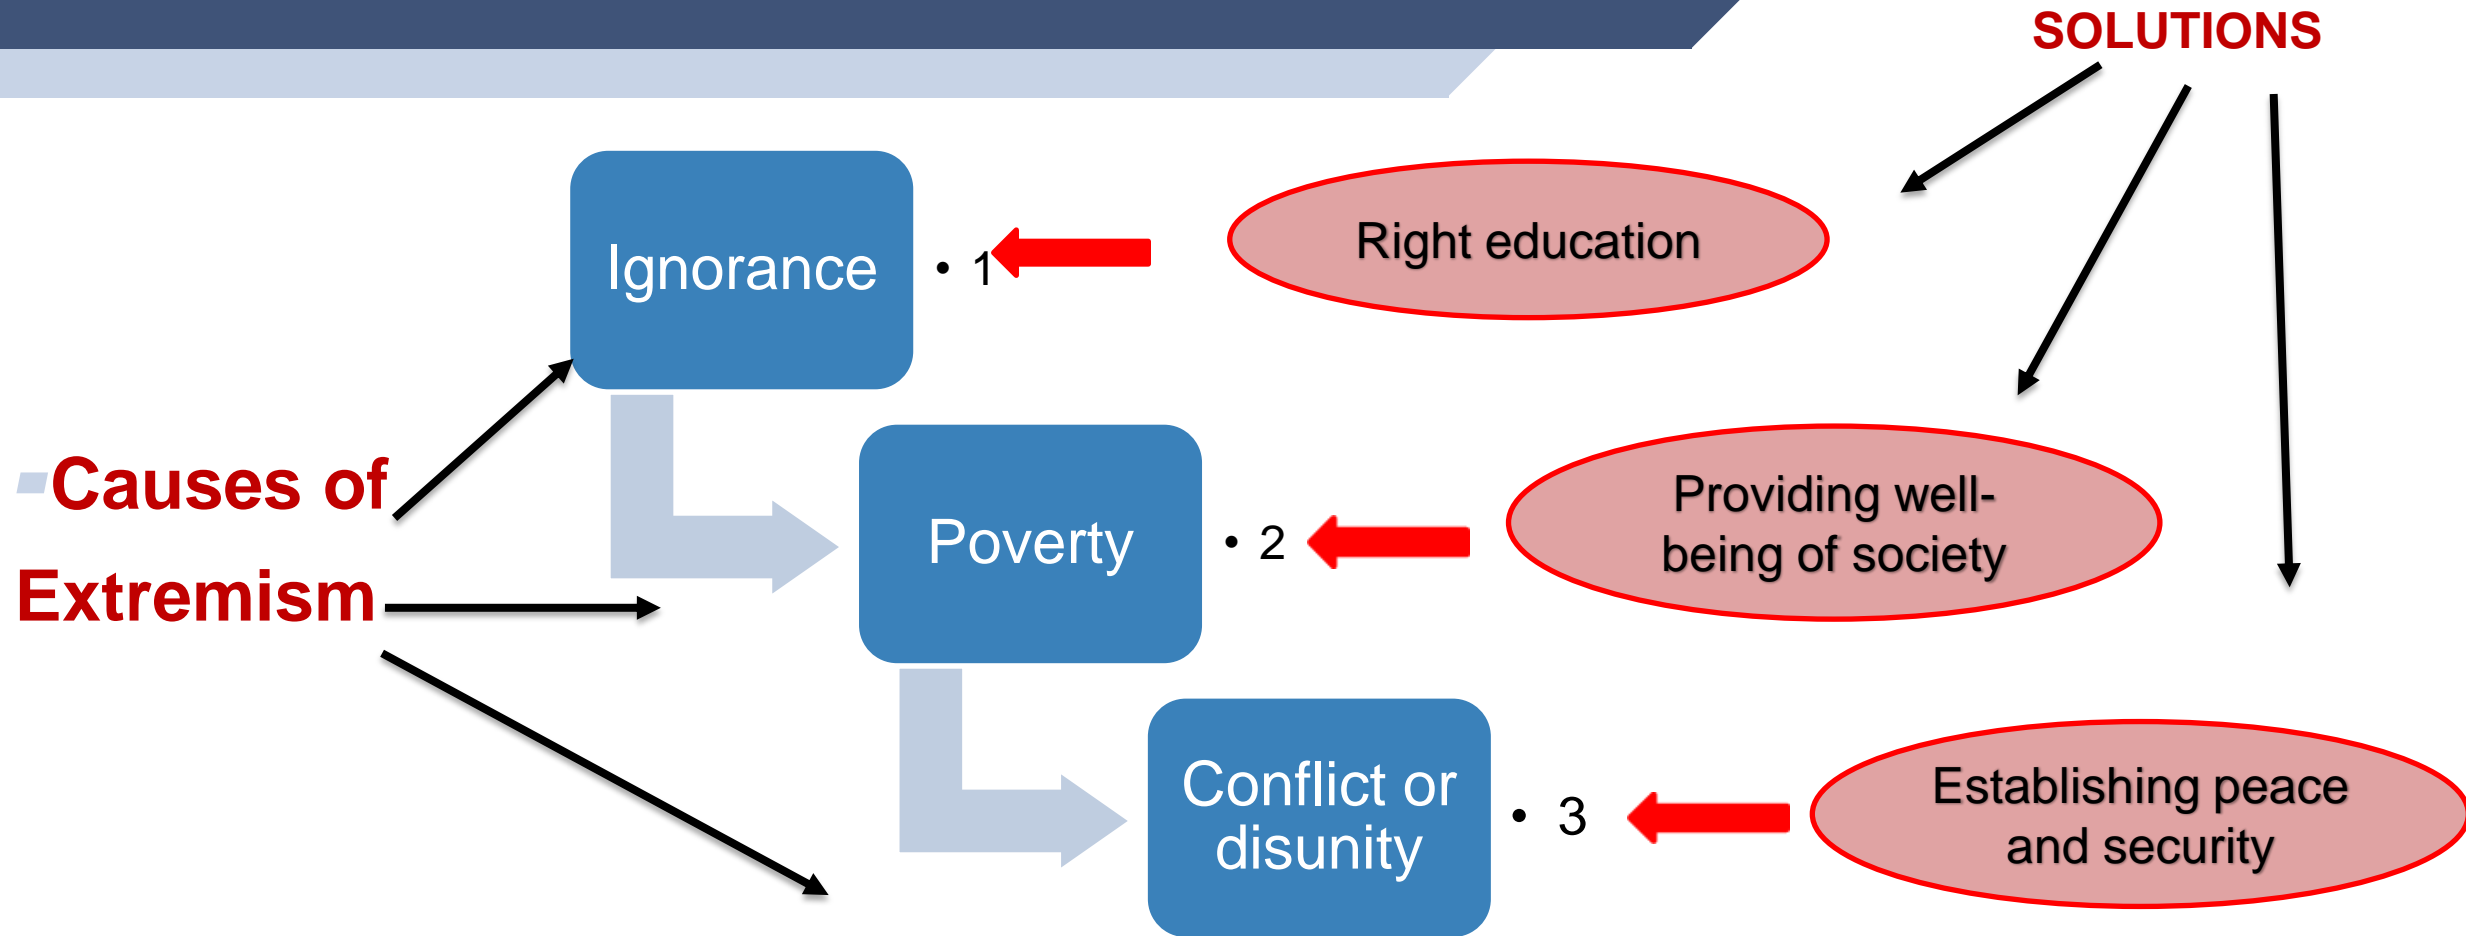 SOLUTIONS
Ignorance
• 1
Right education
Causes of
Extremism
Poverty
• 2
Providing well-
being of society
Conflict or
disunity
• 3
Establishing peace
and security